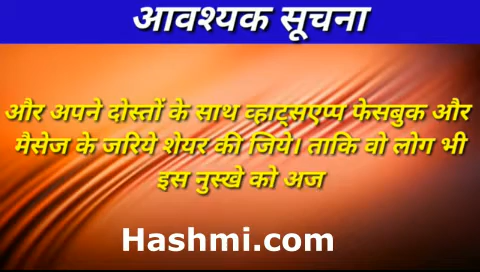 आवश्यक सूचना
और अपने दोस्तों के साथ व्हाट्सएप्प फेसबुक और
मैसेज के जरिये शेयर की जिये। ताकि वो लोग भी
इस नुस्खे को अज
Hashmi.com